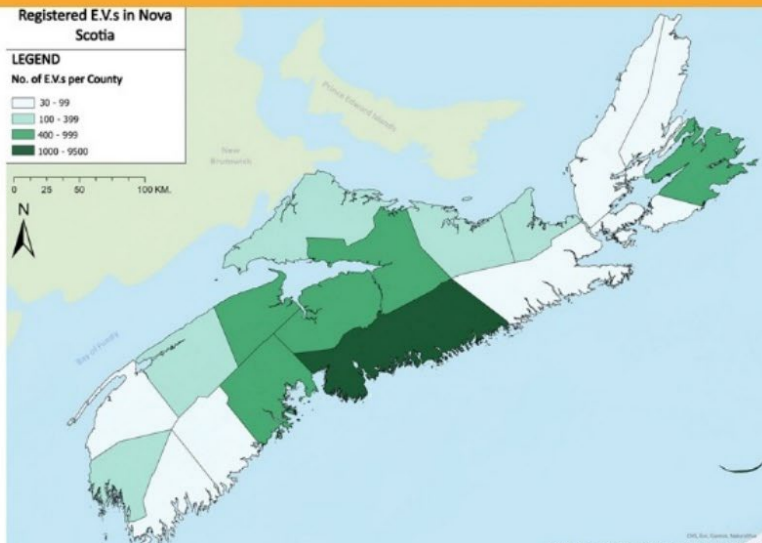 Registered E.V.s in Nova
Scotia
LEGEND
No. of E.V.s per County
30 - 99
100 - 399
400 - 999
1000 - 9500
0 25 50 100 KM.
N
Prince Edward Islands
New
Brunswick
Bay of Fundy